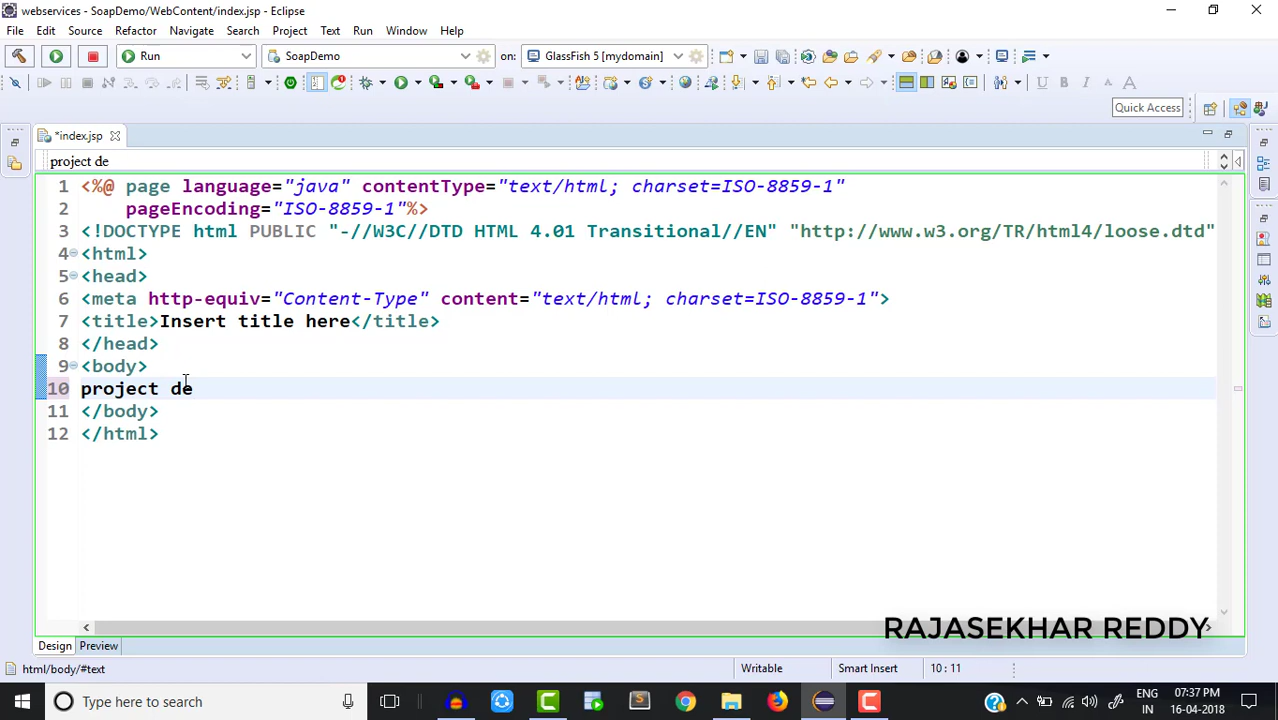 webservices - SoapDemo/WebContent/index.jsp - Eclipse
File Edit Source Refactor Navigate Search Project Text Run Window Help
Run SoapDemo on: GlassFish 5 [mydomain]
Quick Access
*index.jsp
project de
1 <%@ page language="java" contentType="text/html; charset=ISO-8859-1"
2 pageEncoding="ISO-8859-1"%>
3 <!DOCTYPE html PUBLIC "-//W3C//DTD HTML 4.01 Transitional//EN" "http://www.w3.org/TR/html4/loose.dtd"
4 <html>
5 <head>
6 <meta http-equiv="Content-Type" content="text/html; charset=ISO-8859-1">
7 <title>Insert title here</title>
8 </head>
9 <body>
10 project de
11 </body>
12 </html>
RAJASEKHAR REDDY
Design Preview
html/body/#text Writable Smart Insert 10 : 11
Type here to search
ENG 07:37 PM
IN 16-04-2018